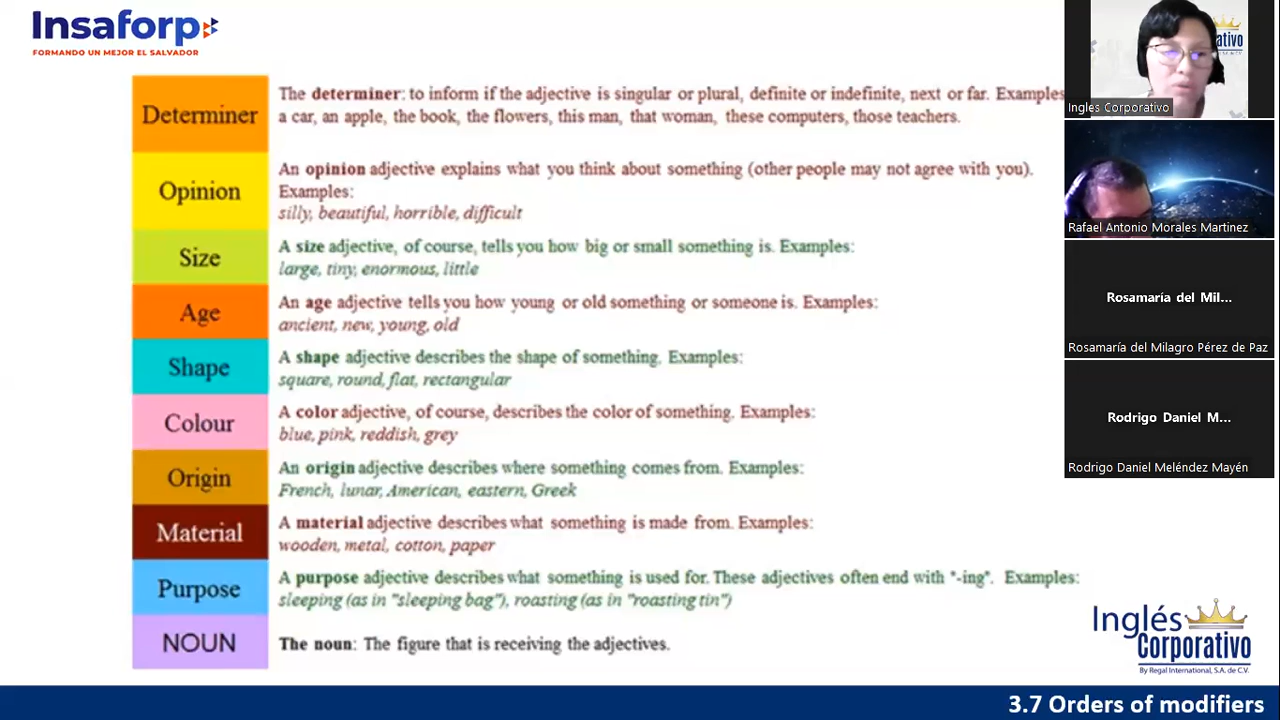 Insaforp
FORMANDO UN MEJOR EL SALVADOR
Determiner
The determiner: to inform if the adjective is singular or plural, definite or indefinite, next or far. Examples
a car, an apple, the book, the flowers, this man, that woman, these computers, those teachers.
Opinion
An opinion adjective explains what you think about something (other people may not agree with you).
Examples:
silly, beautiful, horrible, difficult
Size
A size adjective, of course, tells you how big or small something is. Examples:
large, tiny, enormous, little
Age
An age adjective tells you how young or old something or someone is. Examples:
ancient, new, young, old
Shape
A shape adjective describes the shape of something. Examples:
square, round, flat, rectangular
Colour
A color adjective, of course, describes the color of something. Examples:
blue, pink, reddish, grey
Origin
An origin adjective describes where something comes from. Examples:
French, lunar, American, eastern, Greek
Material
A material adjective describes what something is made from. Examples:
wooden, metal, cotton, paper
Purpose
A purpose adjective describes what something is used for. These adjectives often end with "-ing". Examples:
sleeping (as in "sleeping bag"), roasting (as in "roasting tin")
NOUN
The noun: The figure that is receiving the adjectives.
Inglés
Corporativo
By Regal International, S.A. de C.V.
3.7 Orders of modifiers
Ingles Corporativo
Rafael Antonio Morales Martinez
Rosamaría del Mil...
Rosamaría del Milagro Pérez de Paz
Rodrigo Daniel M...
Rodrigo Daniel Meléndez Mayén